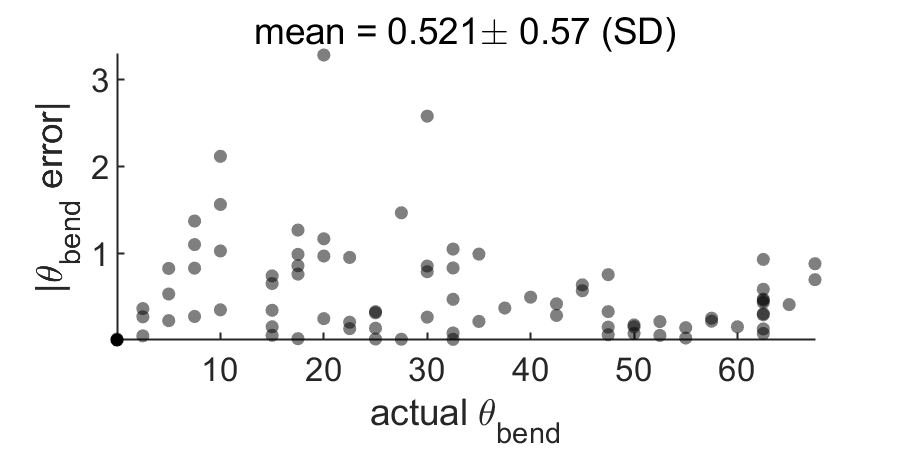 mean = 0.521± 0.57 (SD)
|θbend error|
3
2
1
10 20 30 40 50 60
actual θbend